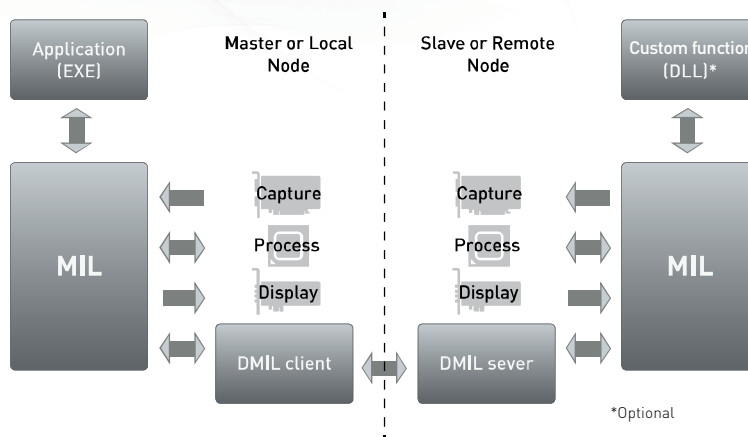 Application
(EXE)
Master or Local
Node
Slave or Remote
Node
Custom function
(DLL)*
MIL
Capture
Process
Display
DMIL client
Capture
Process
Display
DMIL sever
MIL
*Optional